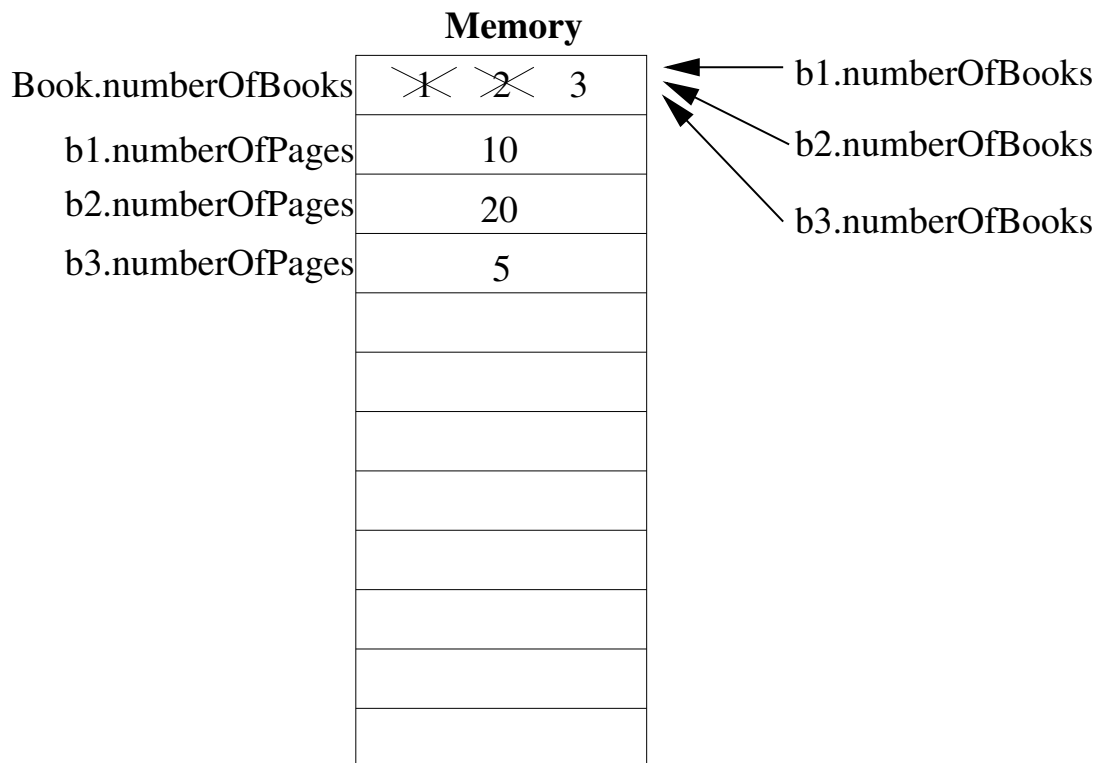 Memory
Book.numberOfBooks 1 2 3 b1.numberOfBooks
b1.numberOfPages 10 b2.numberOfBooks
b2.numberOfPages 20 b3.numberOfBooks
b3.numberOfPages 5